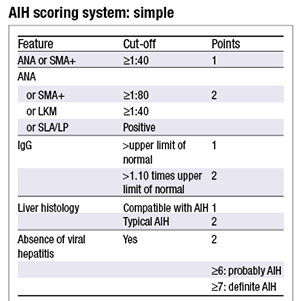 AIH scoring system: simple
Feature Cut-off Points
ANA or SMA+ ≥1:40 1
ANA
or SMA+ ≥1:80 2
or LKM ≥1:40
or SLA/LP Positive
IgG >upper limit of 1
normal
>1.10 times upper 2
limit of normal
Liver histology Compatible with AIH 1
Typical AIH 2
Absence of viral Yes 2
hepatitis
≥6: probably AIH
≥7: definite AIH